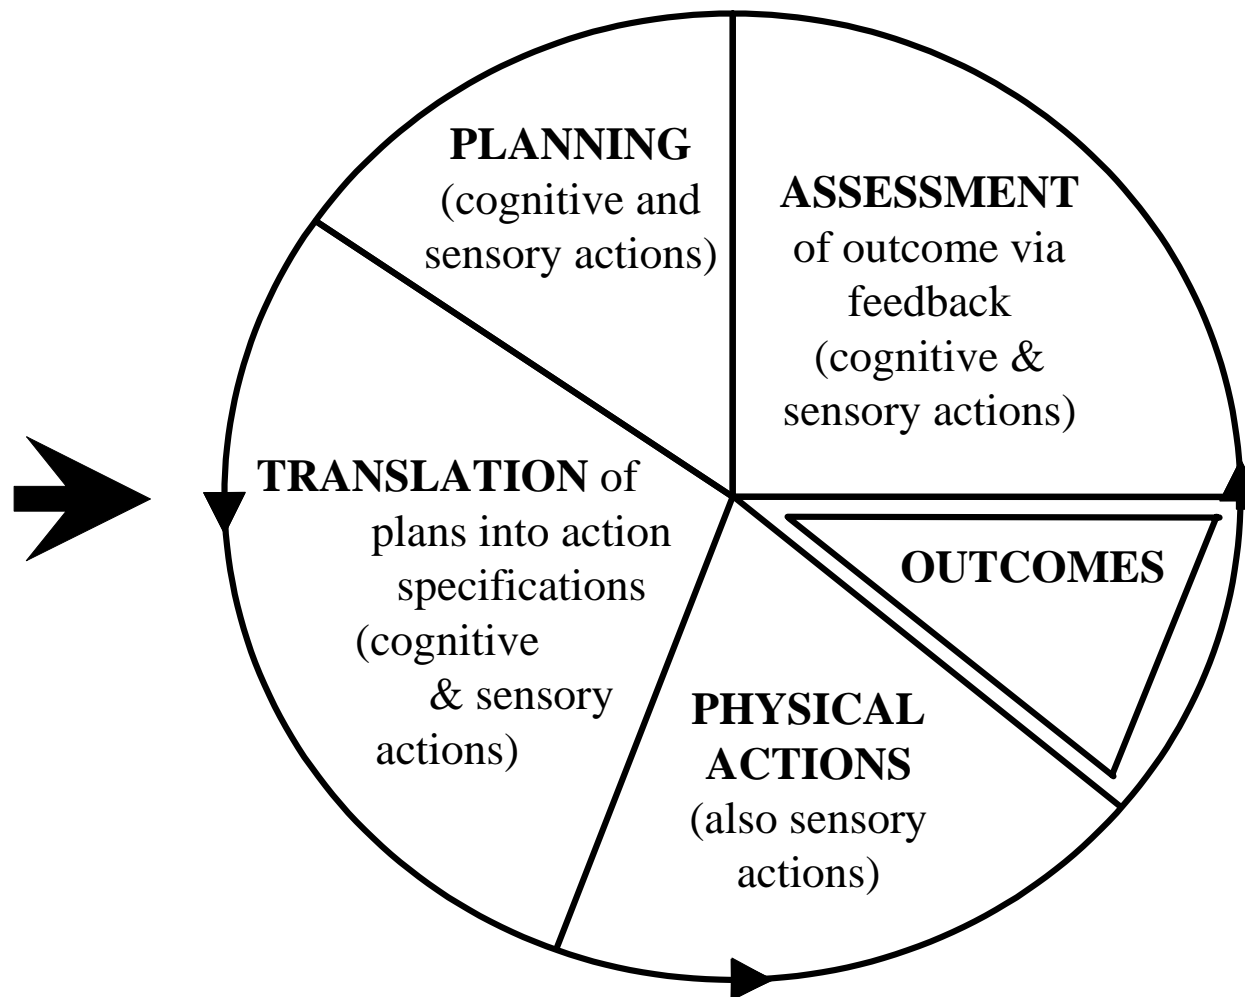 PLANNING
(cognitive and
sensory actions)
ASSESSMENT
of outcome via
feedback
(cognitive &
sensory actions)
TRANSLATION of
plans into action
specifications
(cognitive
& sensory
actions)
OUTCOMES
PHYSICAL
ACTIONS
(also sensory
actions)